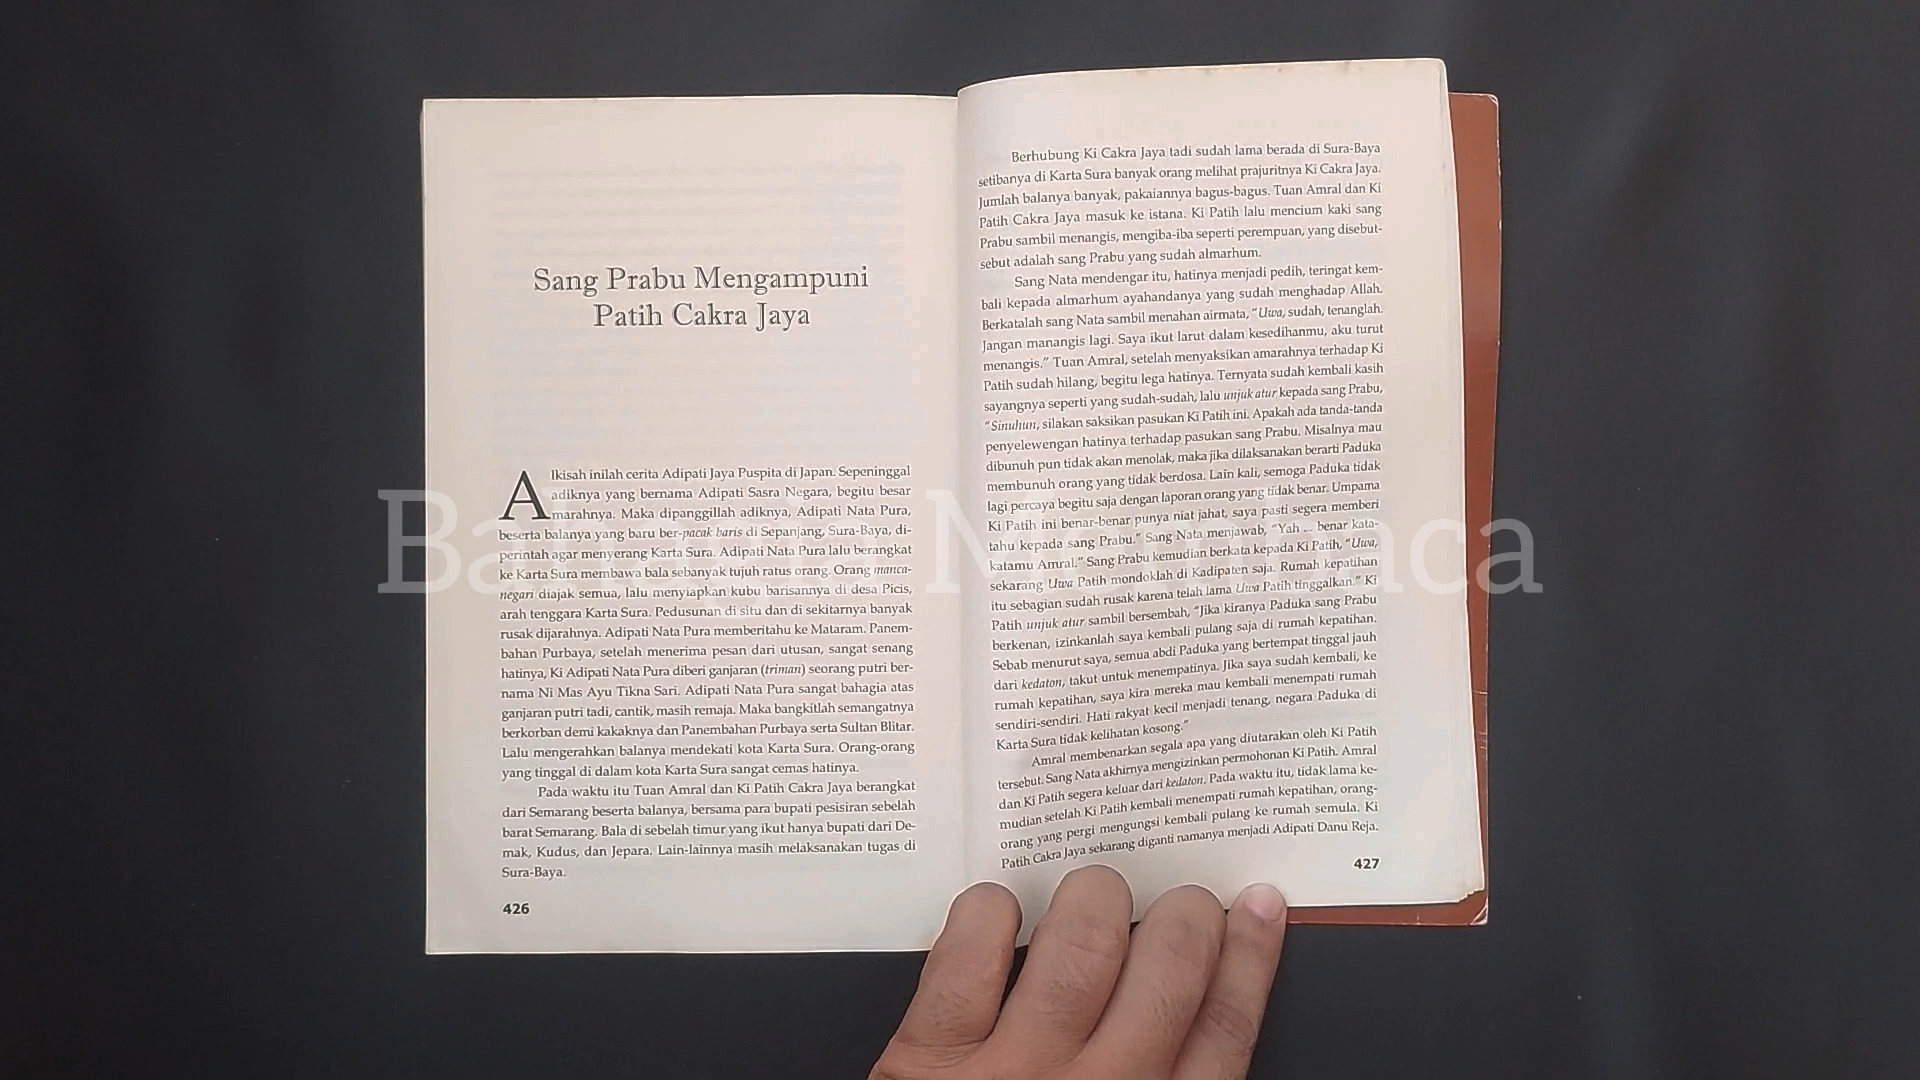 Sang Prabu Mengampuni
Patih Cakra Jaya
Alkisah inilah cerita Adipati Jaya Puspita di Japan. Sepeninggal
adiknya yang bernama Adipati Sasra Negara, begitu besar
amarahnya. Maka dipanggillah adiknya, Adipati Nata Pura,
beserta balanya yang baru ber-pacak baris di Sepanjang, Sura-Baya, di-
perintah agar menyerang Karta Sura. Adipati Nata Pura lalu berangkat
ke Karta Sura membawa bala sebanyak tujuh ratus orang. Orang manca-
negari diajak semua, lalu menyiapkan kubu barisannya di desa Picis,
arah tenggara Karta Sura. Pedusunan di situ dan di sekitarnya banyak
rusak dijarahnya. Adipati Nata Pura memberitahu ke Mataram. Panem-
bahan Purbaya, setelah menerima pesan dari utusan, sangat senang
hatinya, Ki Adipati Nata Pura diberi ganjaran (triman) seorang putri ber-
nama Ni Mas Ayu Tikna Sari. Adipati Nata Pura sangat bahagia atas
ganjaran putri tadi, cantik, masih remaja. Maka bangkitlah semangatnya
berkorban demi kakaknya dan Panembahan Purbaya serta Sultan Blitar.
Lalu mengerahkan balanya mendekati kota Karta Sura. Orang-orang
yang tinggal di dalam kota Karta Sura sangat cemas hatinya.
Pada waktu itu Tuan Amral dan Ki Patih Cakra Jaya berangkat
dari Semarang beserta balanya, bersama para bupati pesisiran sebelah
barat Semarang. Bala di sebelah timur yang ikut hanya bupati dari De-
mak, Kudus, dan Jepara. Lain-lainnya masih melaksanakan tugas di
Sura-Baya.
426
Berhubung Ki Cakra Jaya tadi sudah lama berada di Sura-Baya
setibanya di Karta Sura banyak orang melihat prajuritnya Ki Cakra Jaya.
Jumlah balanya banyak, pakaiannya bagus-bagus. Tuan Amral dan Ki
Patih Cakra Jaya masuk ke istana. Ki Patih lalu mencium kaki sang
Prabu sambil menangis, mengiba-iba seperti perempuan, yang disebut-
sebut adalah sang Prabu yang sudah almarhum.
Sang Nata mendengar itu, hatinya menjadi pedih, teringat kem-
bali kepada almarhum ayahandanya yang sudah menghadap Allah.
Berkatalah sang Nata sambil menahan airmata, "Uwa, sudah, tenanglah.
Jangan manangis lagi. Saya ikut larut dalam kesedihanmu, aku turut
menangis." Tuan Amral, setelah menyaksikan amarahnya terhadap Ki
Patih sudah hilang, begitu lega hatinya. Ternyata sudah kembali kasih
sayangnya seperti yang sudah-sudah, lalu unjuk atur kepada sang Prabu,
"Sinuhun, silakan saksikan pasukan Ki Patih ini. Apakah ada tanda-tanda
penyelewengan hatinya terhadap pasukan sang Prabu. Misalnya mau
dibunuh pun tidak akan menolak, maka jika dilaksanakan berarti Paduka
membunuh orang yang tidak berdosa. Lain kali, semoga Paduka tidak
lagi percaya begitu saja dengan laporan orang yang tidak benar. Umpama
Ki Patih ini benar-benar punya niat jahat, saya pasti segera memberi
tahu kepada sang Prabu." Sang Nata menjawab, "Yah ... benar kata-
katamu Amral." Sang Prabu kemudian berkata kepada Ki Patih, "Uwa,
sekarang Uwa Patih mondoklah di Kadipaten saja. Rumah kepatihan
itu sebagian sudah rusak karena telah lama Uwa Patih tinggalkan." Ki
Patih unjuk atur sambil bersembah, "Jika kiranya Paduka sang Prabu
berkenan, izinkanlah saya kembali pulang saja di rumah kepatihan.
Sebab menurut saya, semua abdi Paduka yang bertempat tinggal jauh
dari kedaton, takut untuk menempatinya. Jika saya sudah kembali, ke
rumah kepatihan, saya kira mereka mau kembali menempati rumah
sendiri-sendiri. Hati rakyat kecil menjadi tenang, negara Paduka di
Karta Sura tidak kelihatan kosong."
Amral membenarkan segala apa yang diutarakan oleh Ki Patih
tersebut. Sang Nata akhirnya mengizinkan permohonan Ki Patih. Amral
dan Ki Patih segera keluar dari kedaton. Pada waktu itu, tidak lama ke-
mudian setelah Ki Patih kembali menempati rumah kepatihan, orang-
orang yang pergi mengungsi kembali pulang ke rumah semula. Ki
Patih Cakra Jaya sekarang diganti namanya menjadi Adipati Danu Reja.
427
Bahagia Membaca